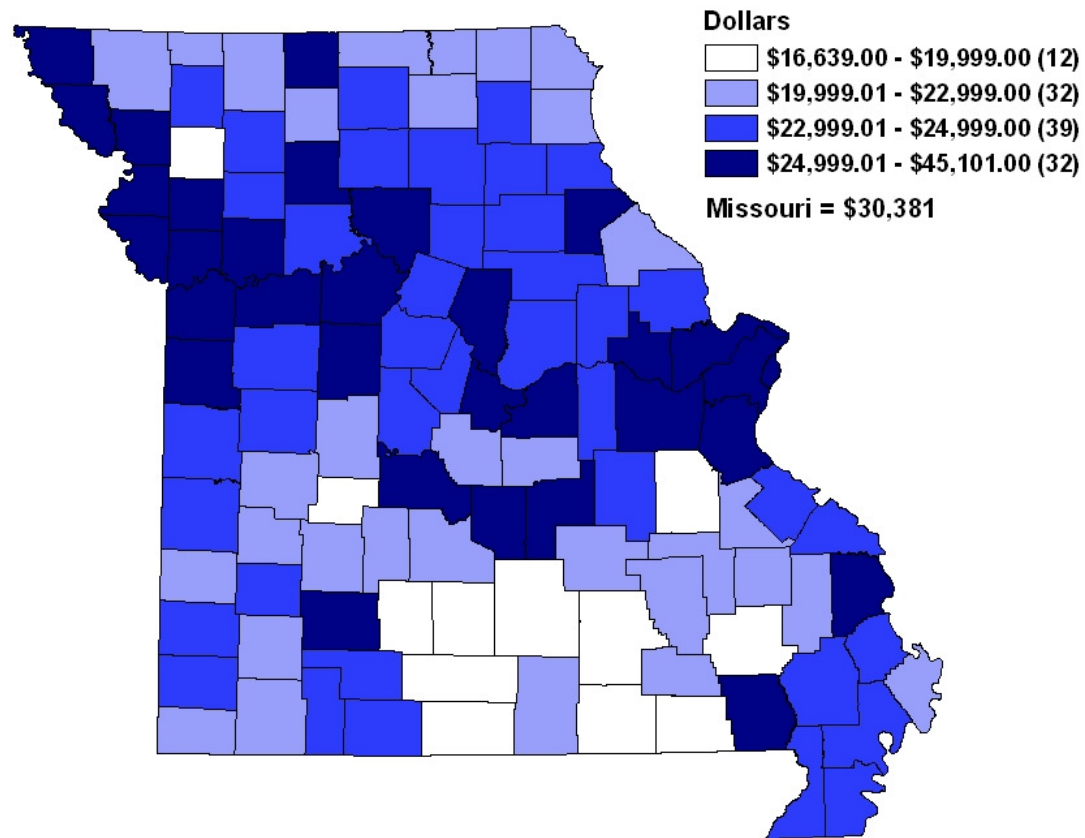 Dollars
$16,639.00 - $19,999.00 (12)
$19,999.01 - $22,999.00 (32)
$22,999.01 - $24,999.00 (39)
$24,999.01 - $45,101.00 (32)
Missouri = $30,381